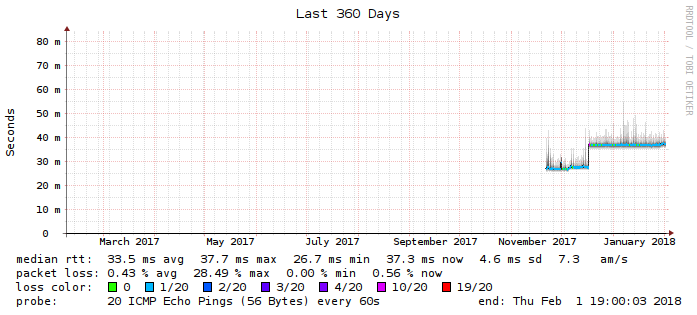 Last 360 Days
RRDTOOL / TOBI OETIKER
Seconds
80 m
70 m
60 m
50 m
40 m
30 m
20 m
10 m
0
March 2017 May 2017 July 2017 September 2017 November 2017 January 2018
median rtt: 33.5 ms avg 37.7 ms max 26.7 ms min 37.3 ms now 4.6 ms sd 7.3 am/s
packet loss: 0.43 % avg 28.49 % max 0.00 % min 0.56 % now
loss color: 0 1/20 2/20 3/20 4/20 10/20 19/20
probe: 20 ICMP Echo Pings (56 Bytes) every 60s end: Thu Feb 1 19:00:03 2018